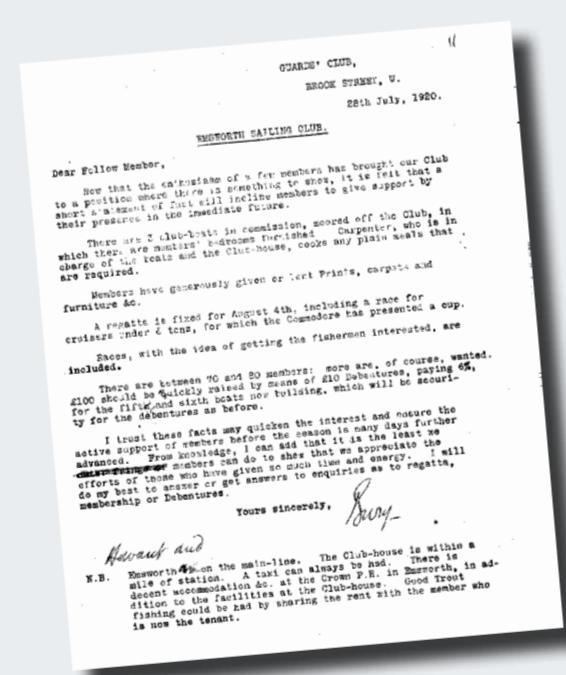 GUARDS' CLUB,
BROOK STREET, W.
28th July, 1920.
EMSWORTH SAILING CLUB.
Dear Fellow Member,
Now that the enthusiasm of a few members has brought our Club
to a position where there is something to show, it is felt that a
short statement of fact will incline members to give support by
their presence in the immediate future.
There are 3 club-boats in commission, moored off the Club, in
which there are members' bedrooms furnished Carpenter, who is in
charge of the boats and the Club-house, cooks any plain meals that
are required.
Members have generously given or lent Prints, carpets and
furniture &c.
A regatta is fixed for August 4th, including a race for
cruisers under tons, for which the Commodore has presented a cup.
Races, with the idea of getting the fishermen interested, are
included.
There are between 70 and 80 members: more are, of course, wanted.
£100 should be quickly raised by means of £10 Debentures, paying 6%,
for the fifth and sixth boats now building, which will be securi-
ty for the debentures as before.
I trust these facts may quicken the interest and ensure the
active support of members before the season is many days further
advanced. From knowledge, I can add that it is the least we
members can do to shew that we appreciate the
efforts of those who have given so much time and energy. I will
do my best to answer or get answers to enquiries as to regatta,
membership or Debentures.
Yours sincerely,
Bury
Havant and
N.B. Emsworth on the main-line. The Club-house is within a
mile of station. A taxi can always be had. There is
decent accommodation &c. at the Crown P.H. in Emsworth, in ad-
dition to the facilities at the Club-house. Good Trout
fishing could be had by sharing the rent with the member who
is now the tenant.